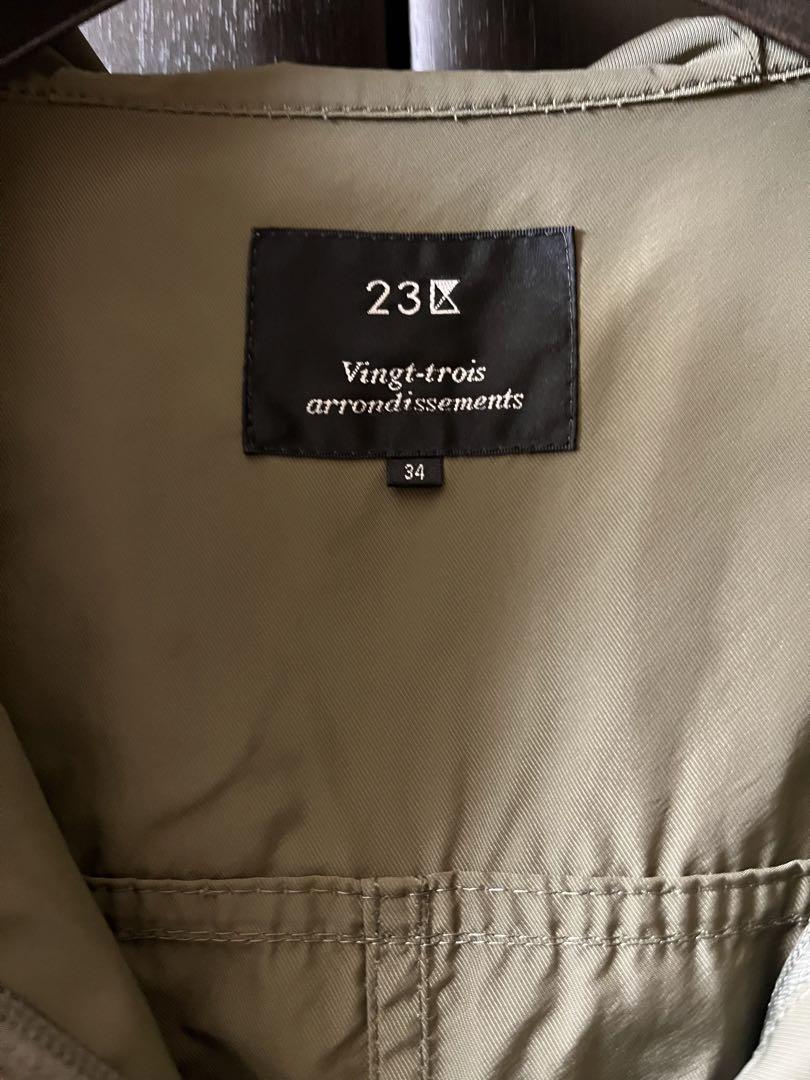 23区
Vingt-trois
arrondissements
34